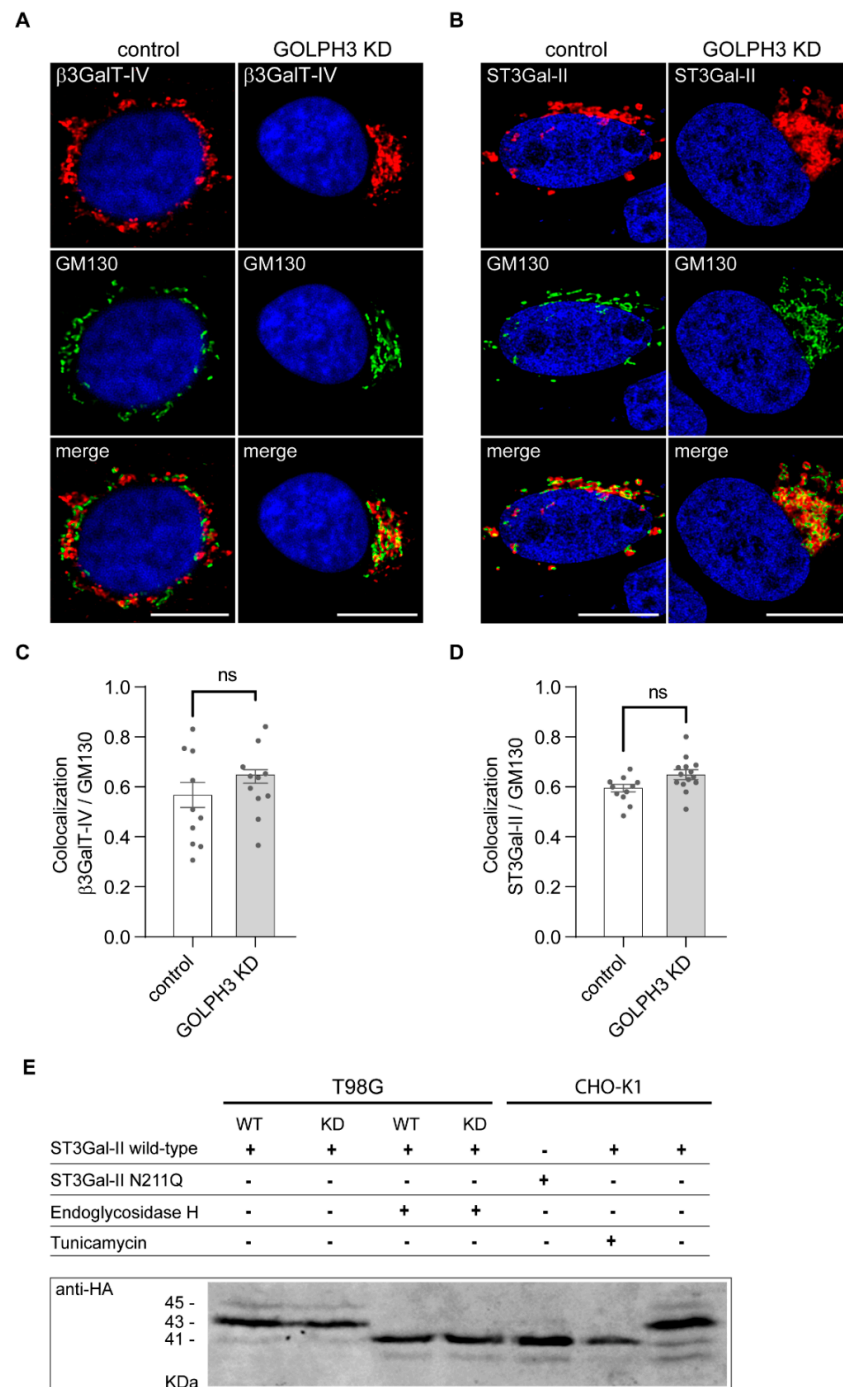 A
control GOLPH3 KD
β3GalT-IV β3GalT-IV
GM130 GM130
merge merge
B
control GOLPH3 KD
ST3Gal-II ST3Gal-II
GM130 GM130
merge merge
C
ns
Colocalization
β3GalT-IV / GM130
1.0
0.8
0.6
0.4
0.2
0.0
control
GOLPH3 KD
D
ns
Colocalization
ST3Gal-II / GM130
1.0
0.8
0.6
0.4
0.2
0.0
control
GOLPH3 KD
E
T98G CHO-K1
WT KD WT KD
ST3Gal-II wild-type + + + + - + +
ST3Gal-II N211Q - - - - + - -
Endoglycosidase H - - + + - - -
Tunicamycin - - - - - + -
anti-HA
45 -
43 -
41 -
KDa